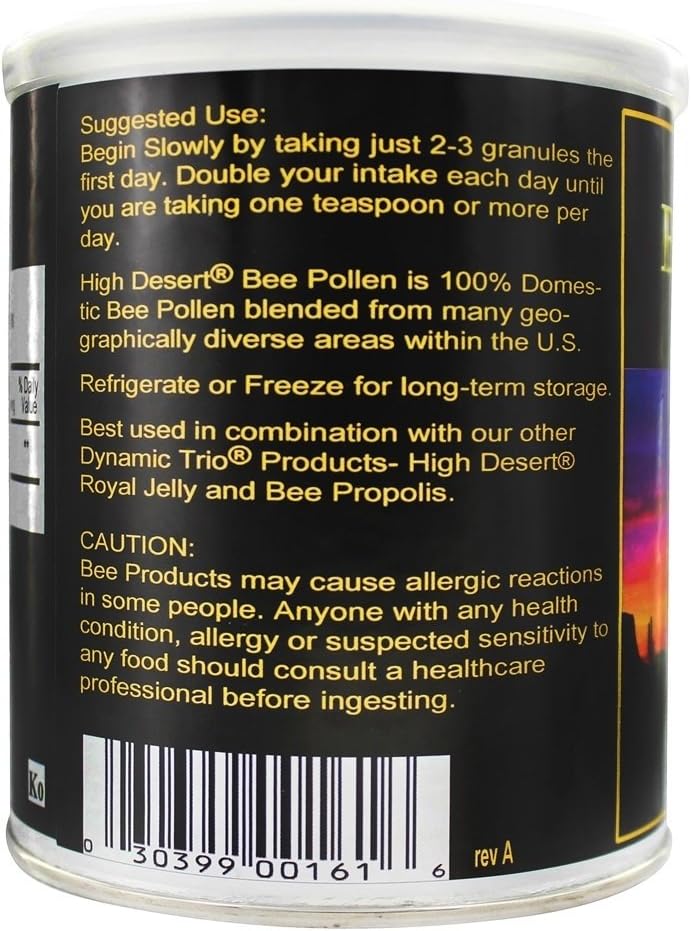 Suggested Use:
Begin Slowly by taking just 2-3 granules the
first day. Double your intake each day until
you are taking one teaspoon or more per
day.
High Desert® Bee Pollen is 100% Domes-
tic Bee Pollen blended from many geo-
graphically diverse areas within the U.S.
Refrigerate or Freeze for long-term storage.
Best used in combination with our other
Dynamic Trio® Products- High Desert®
Royal Jelly and Bee Propolis.
CAUTION:
Bee Products may cause allergic reactions
in some people. Anyone with any health
condition, allergy or suspected sensitivity to
any food should consult a healthcare
professional before ingesting.
0 30399 00161 6
rev A
% Daily
Value
**
Ko